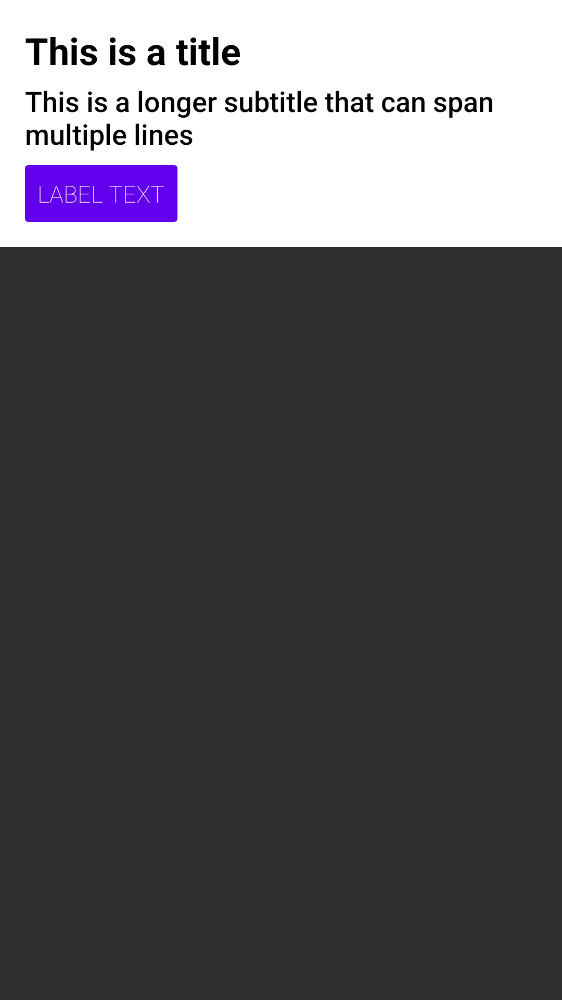 This is a title
This is a longer subtitle that can span
multiple lines
LABEL TEXT